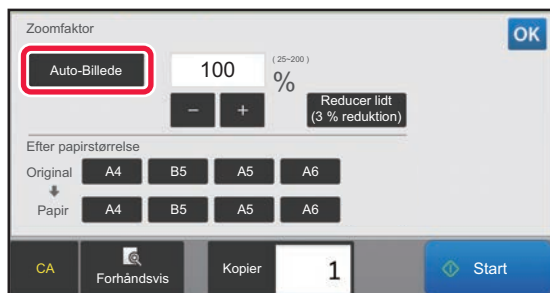 Zoomfaktor
OK
Auto-Billede
100
(25~200)
%
− +
Reducer lidt
(3 % reduktion)
Efter papirstørrelse
Original A4 B5 A5 A6
Papir A4 B5 A5 A6
CA
Forhåndsvis
Kopier
1
Start